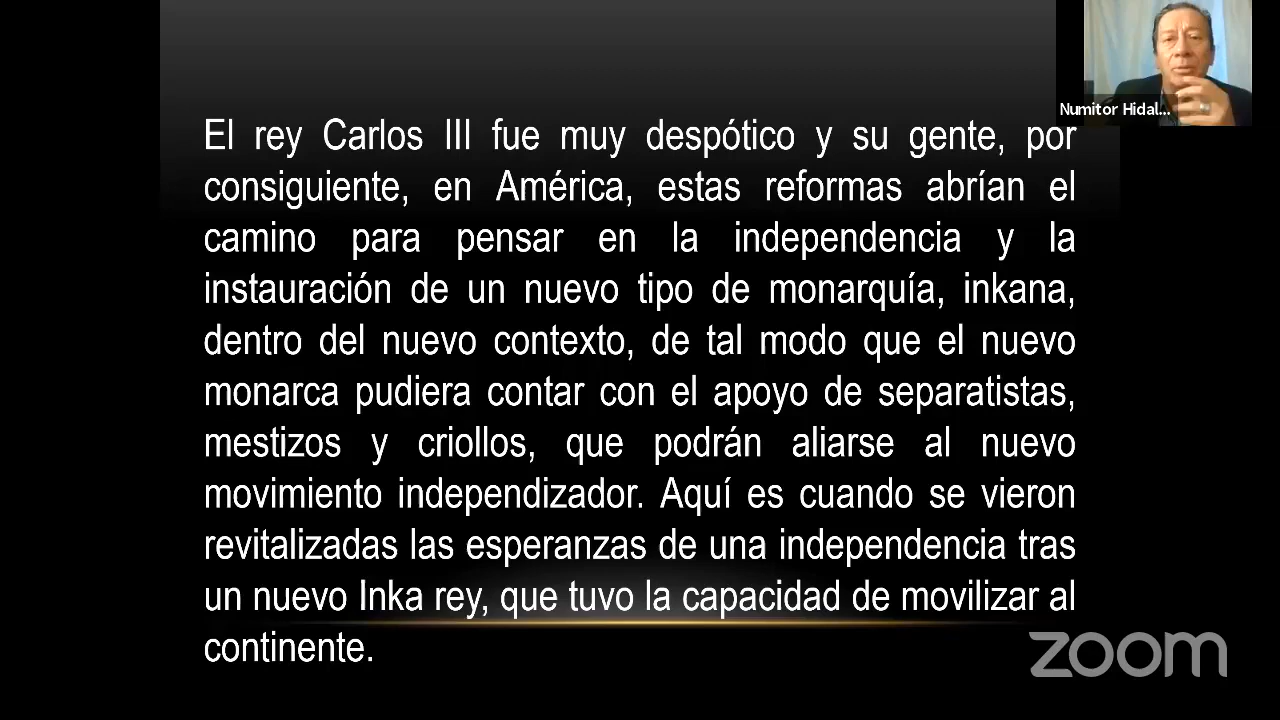 Numitor Hidal...
El rey Carlos III fue muy despótico y su gente, por
consiguiente, en América, estas reformas abrían el
camino para pensar en la independencia y la
instauración de un nuevo tipo de monarquía, inkana,
dentro del nuevo contexto, de tal modo que el nuevo
monarca pudiera contar con el apoyo de separatistas,
mestizos y criollos, que podrán aliarse al nuevo
movimiento independizador. Aquí es cuando se vieron
revitalizadas las esperanzas de una independencia tras
un nuevo Inka rey, que tuvo la capacidad de movilizar al
continente.
zoom